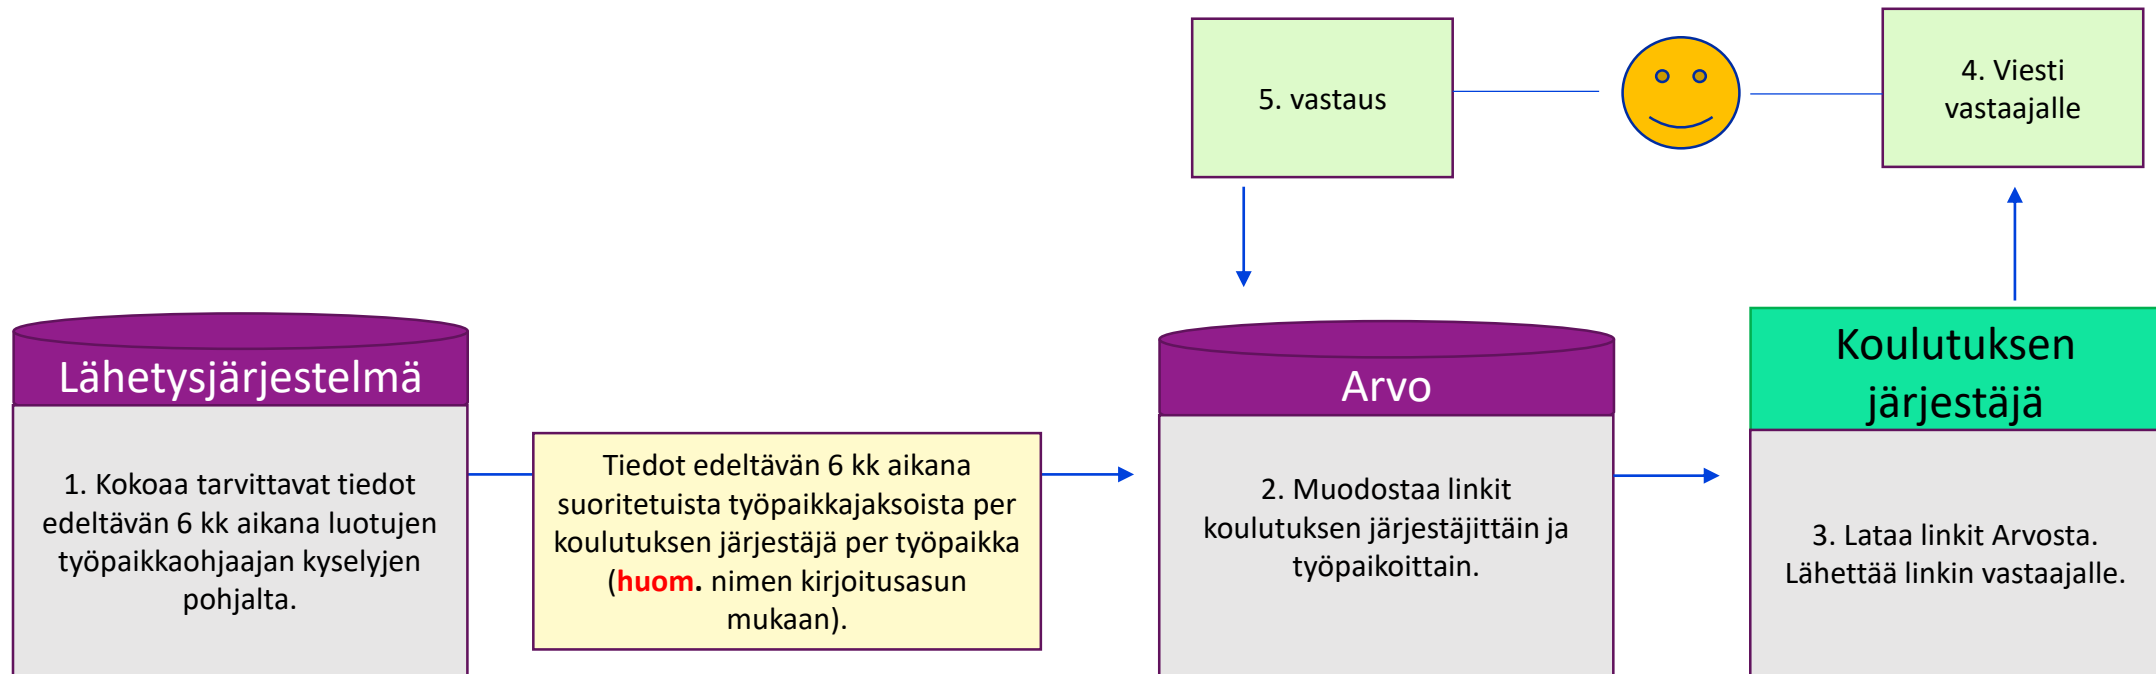 5. vastaus
4. Viesti
vastaajalle
Lähetysjärjestelmä
1. Kokoaa tarvittavat tiedot
edeltävän 6 kk aikana luotujen
työpaikkaohjaajan kyselyjen
pohjalta.
Tiedot edeltävän 6 kk aikana
suoritetuista työpaikkajaksoista per
koulutuksen järjestäjä per työpaikka
(huom. nimen kirjoitusasun
mukaan).
Arvo
2. Muodostaa linkit
koulutuksen järjestäjittäin ja
työpaikoittain.
Koulutuksen
järjestäjä
3. Lataa linkit Arvosta.
Lähettää linkin vastaajalle.